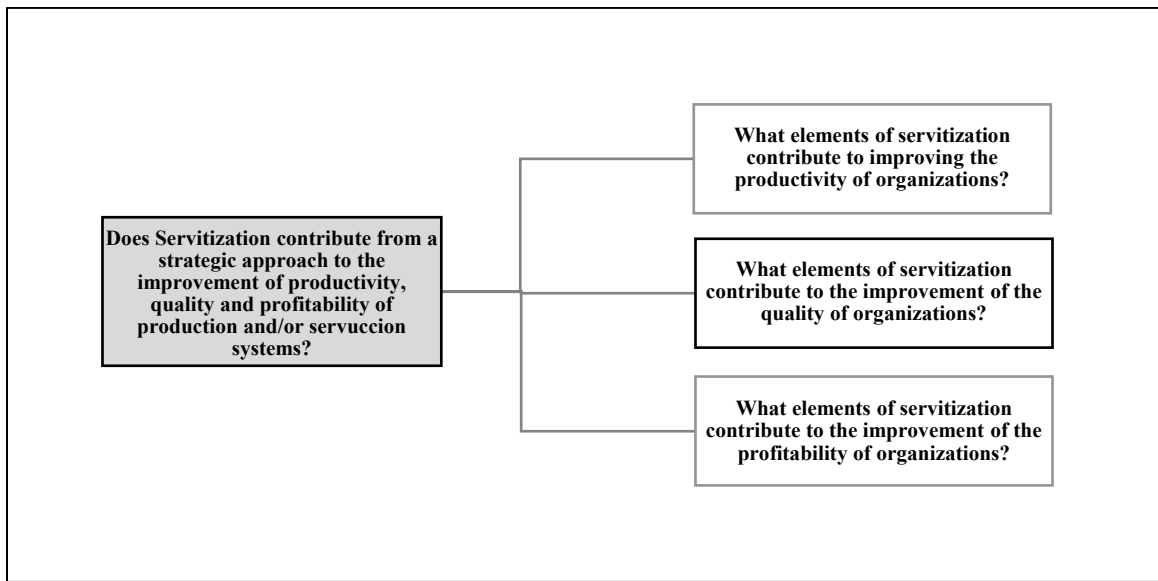 Does Servitization contribute from a
strategic approach to the
improvement of productivity,
quality and profitability of
production and/or servuccion
systems?
What elements of servitization
contribute to improving the
productivity of organizations?
What elements of servitization
contribute to the improvement of the
quality of organizations?
What elements of servitization
contribute to the improvement of the
profitability of organizations?